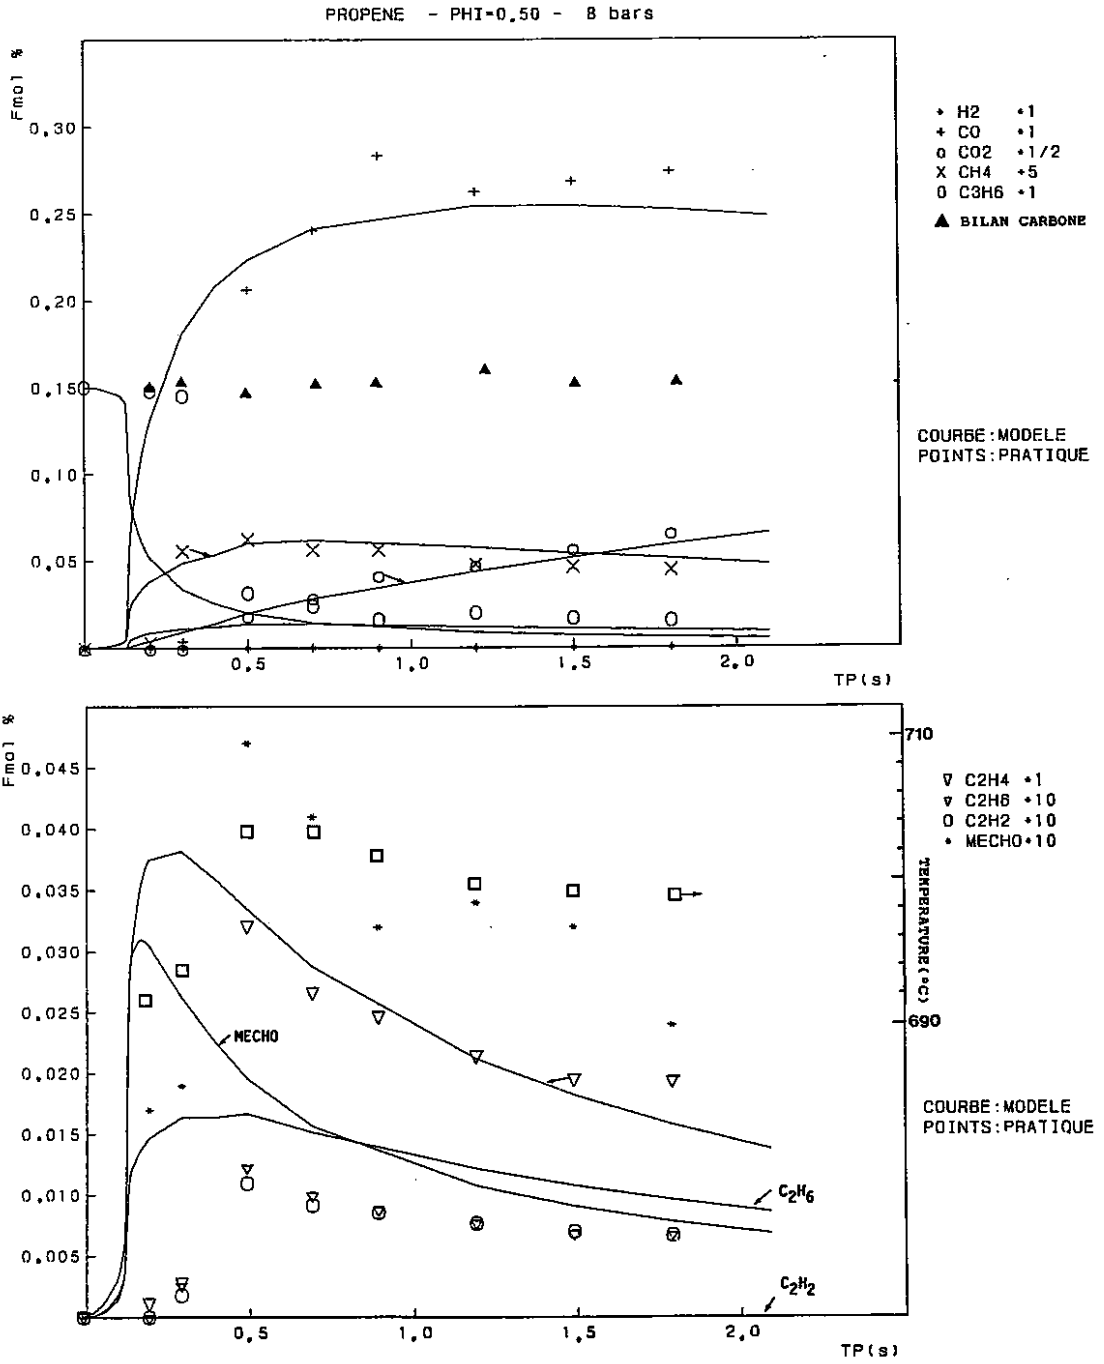 PROPENE - PHI=0.50 - 8 bars
Fmol %
0.30
0.25
0.20
0.15
0.10
0.05
0.5
1.0
1.5
2.0
TP(s)
+ H2 *1
+ CO *1
o CO2 *1/2
X CH4 *5
O C3H6 *1
▲ BILAN CARBONE
COURBE:MODELE
POINTS:PRATIQUE
Fmol %
0.045
0.040
0.035
0.030
0.025
0.020
0.015
0.010
0.005
0.5
1.0
1.5
2.0
TP(s)
710
690
TEMPERATURE(°C)
MECHO
C2H6
C2H2
▽ C2H4 *1
▽ C2H6 *10
O C2H2 *10
* MECHO*10
COURBE:MODELE
POINTS:PRATIQUE